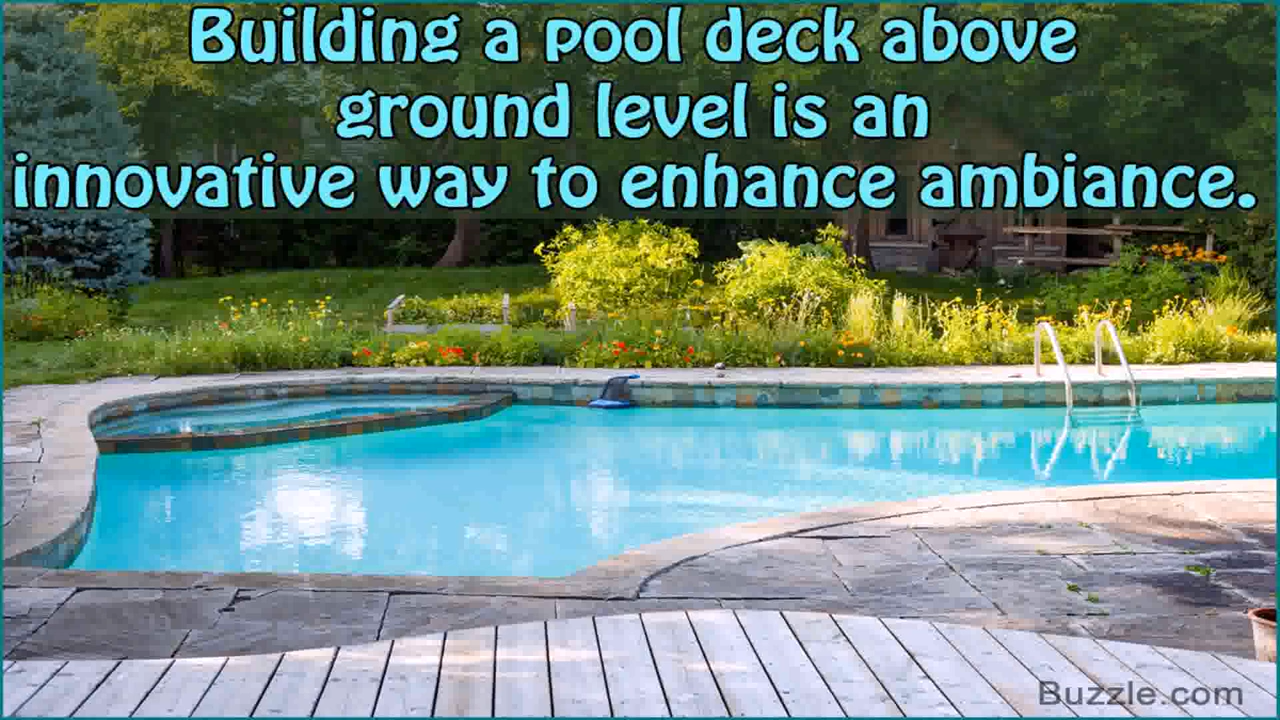 Building a pool deck above
ground level is an
innovative way to enhance ambiance.
Buzzle.com